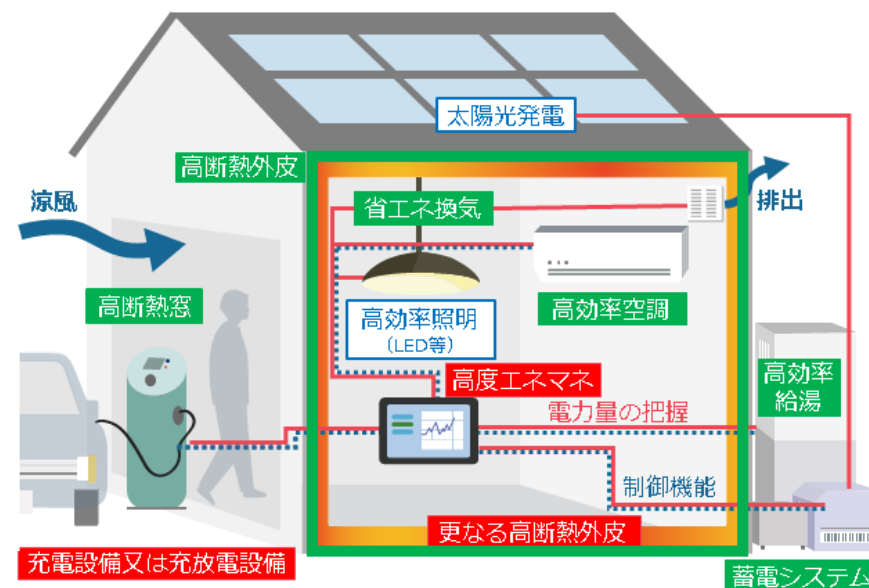 太陽光発電
高断熱外皮
涼風
省エネ換気
排出
高断熱窓
高効率空調
高効率照明
(LED等)
高度エネマネ
高効率
給湯
電力量の把握
制御機能
更なる高断熱外皮
充電設備又は充放電設備
蓄電システム